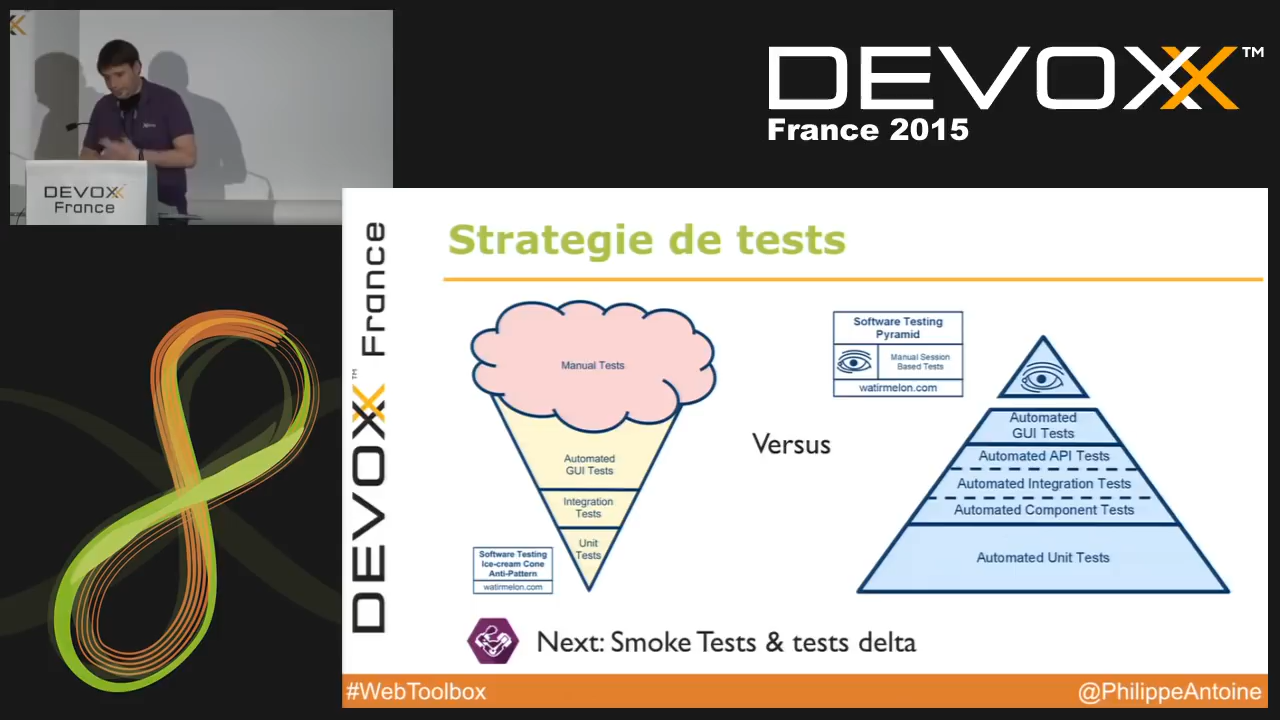 DEVOXX™
France 2015
DEVOXX
France
DEVOXX™ France
Strategie de tests
Manual Tests
Automated
GUI Tests
Integration
Tests
Unit
Tests
Software Testing
Ice-cream Cone
Anti-Pattern
watirmelon.com
Versus
Software Testing
Pyramid
Manual Session
Based Tests
watirmelon.com
Automated
GUI Tests
Automated API Tests
Automated Integration Tests
Automated Component Tests
Automated Unit Tests
Next: Smoke Tests & tests delta
#WebToolbox
@PhilippeAntoine